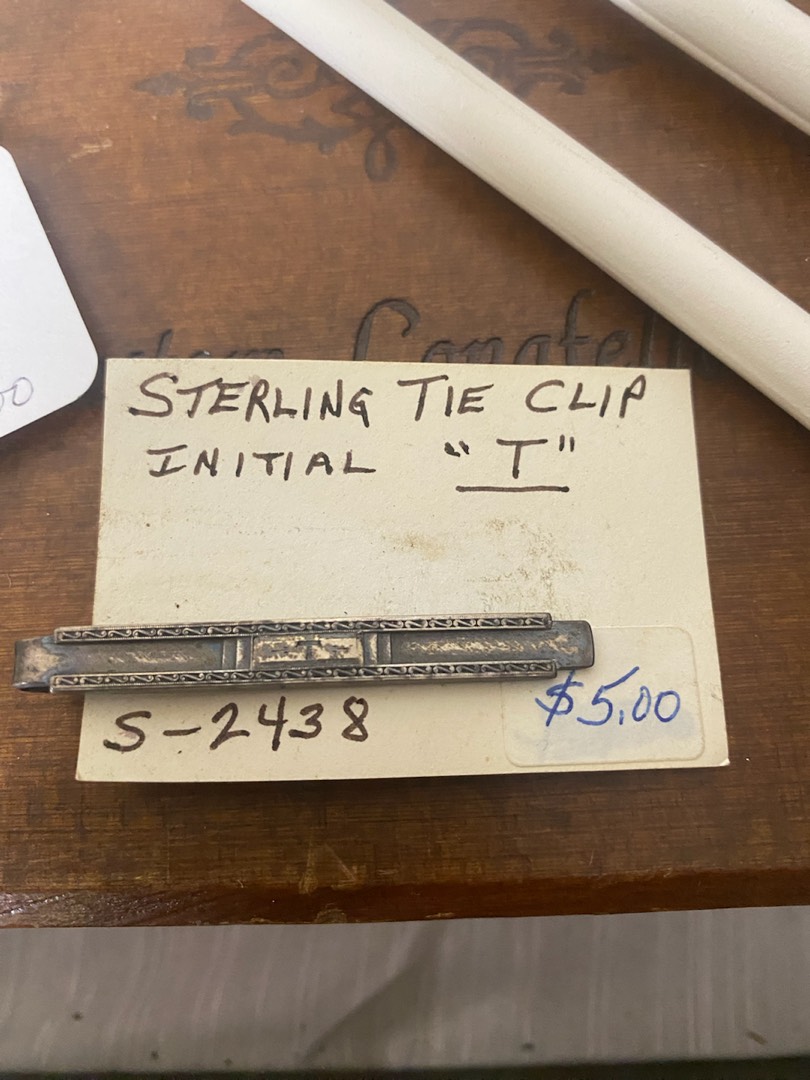 STERLING TIE CLIP
INITIAL "T"
S-2438
$5.00